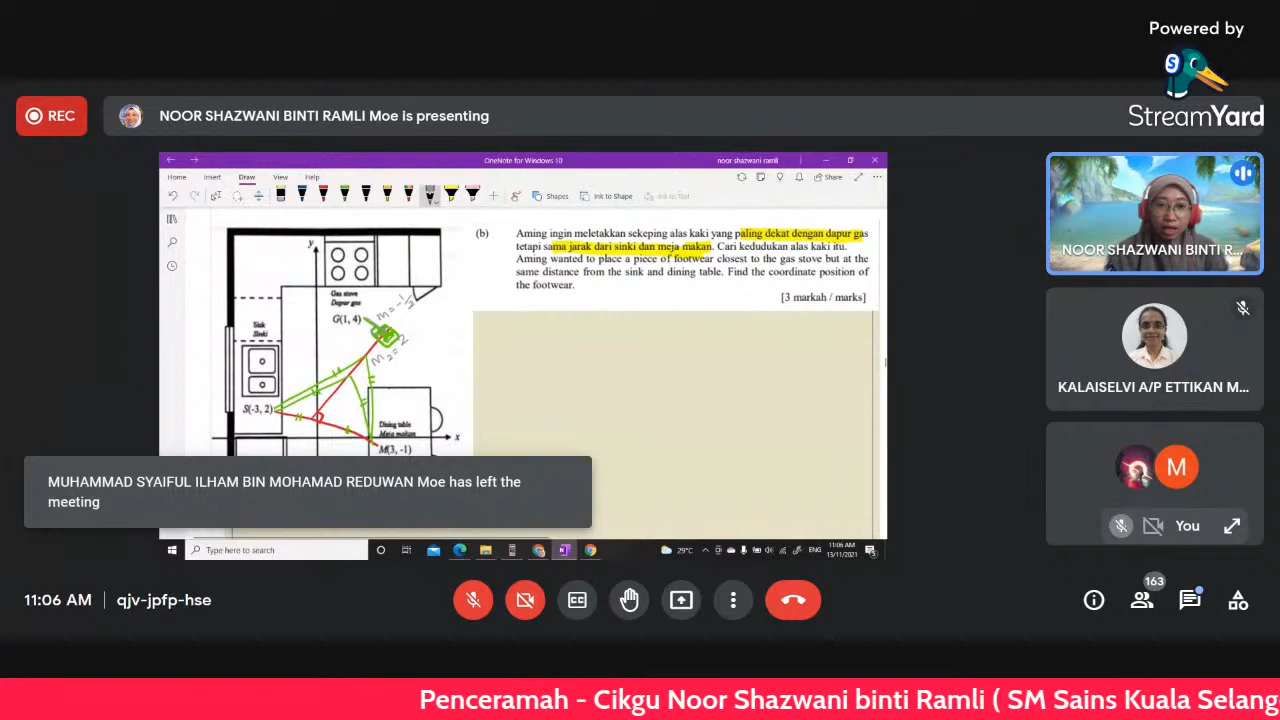 Powered by
StreamYard
REC
NOOR SHAZWANI BINTI RAMLI Moe is presenting
OneNote for Windows 10
noor shazwani ramli
Home Insert Draw View Help
Share
Shapes
Ink to Shape
Ink to Text
(b) Aming ingin meletakkan sekeping alas kaki yang paling dekat dengan dapur gas
tetapi sama jarak dari sinki dan meja makan. Cari kedudukan alas kaki itu.
Aming wanted to place a piece of footwear closest to the gas stove but at the
same distance from the sink and dining table. Find the coordinate position of
the footwear.
[3 markah / marks]
y
Gas stove
Dapur gas
G(1, 4)
m = -1/2
m₂ = 2
Sink
Sinki
S(-3, 2)
Dining table
Meja makan
x
M(3, -1)
MUHAMMAD SYAIFUL ILHAM BIN MOHAMAD REDUWAN Moe has left the
meeting
Type here to search
29°C
ENG
11:06 AM
13/11/2021
NOOR SHAZWANI BINTI R...
KALAISELVI A/P ETTIKAN M...
M
You
11:06 AM
qjv-jpfp-hse
163
Penceramah - Cikgu Noor Shazwani binti Ramli ( SM Sains Kuala Selang